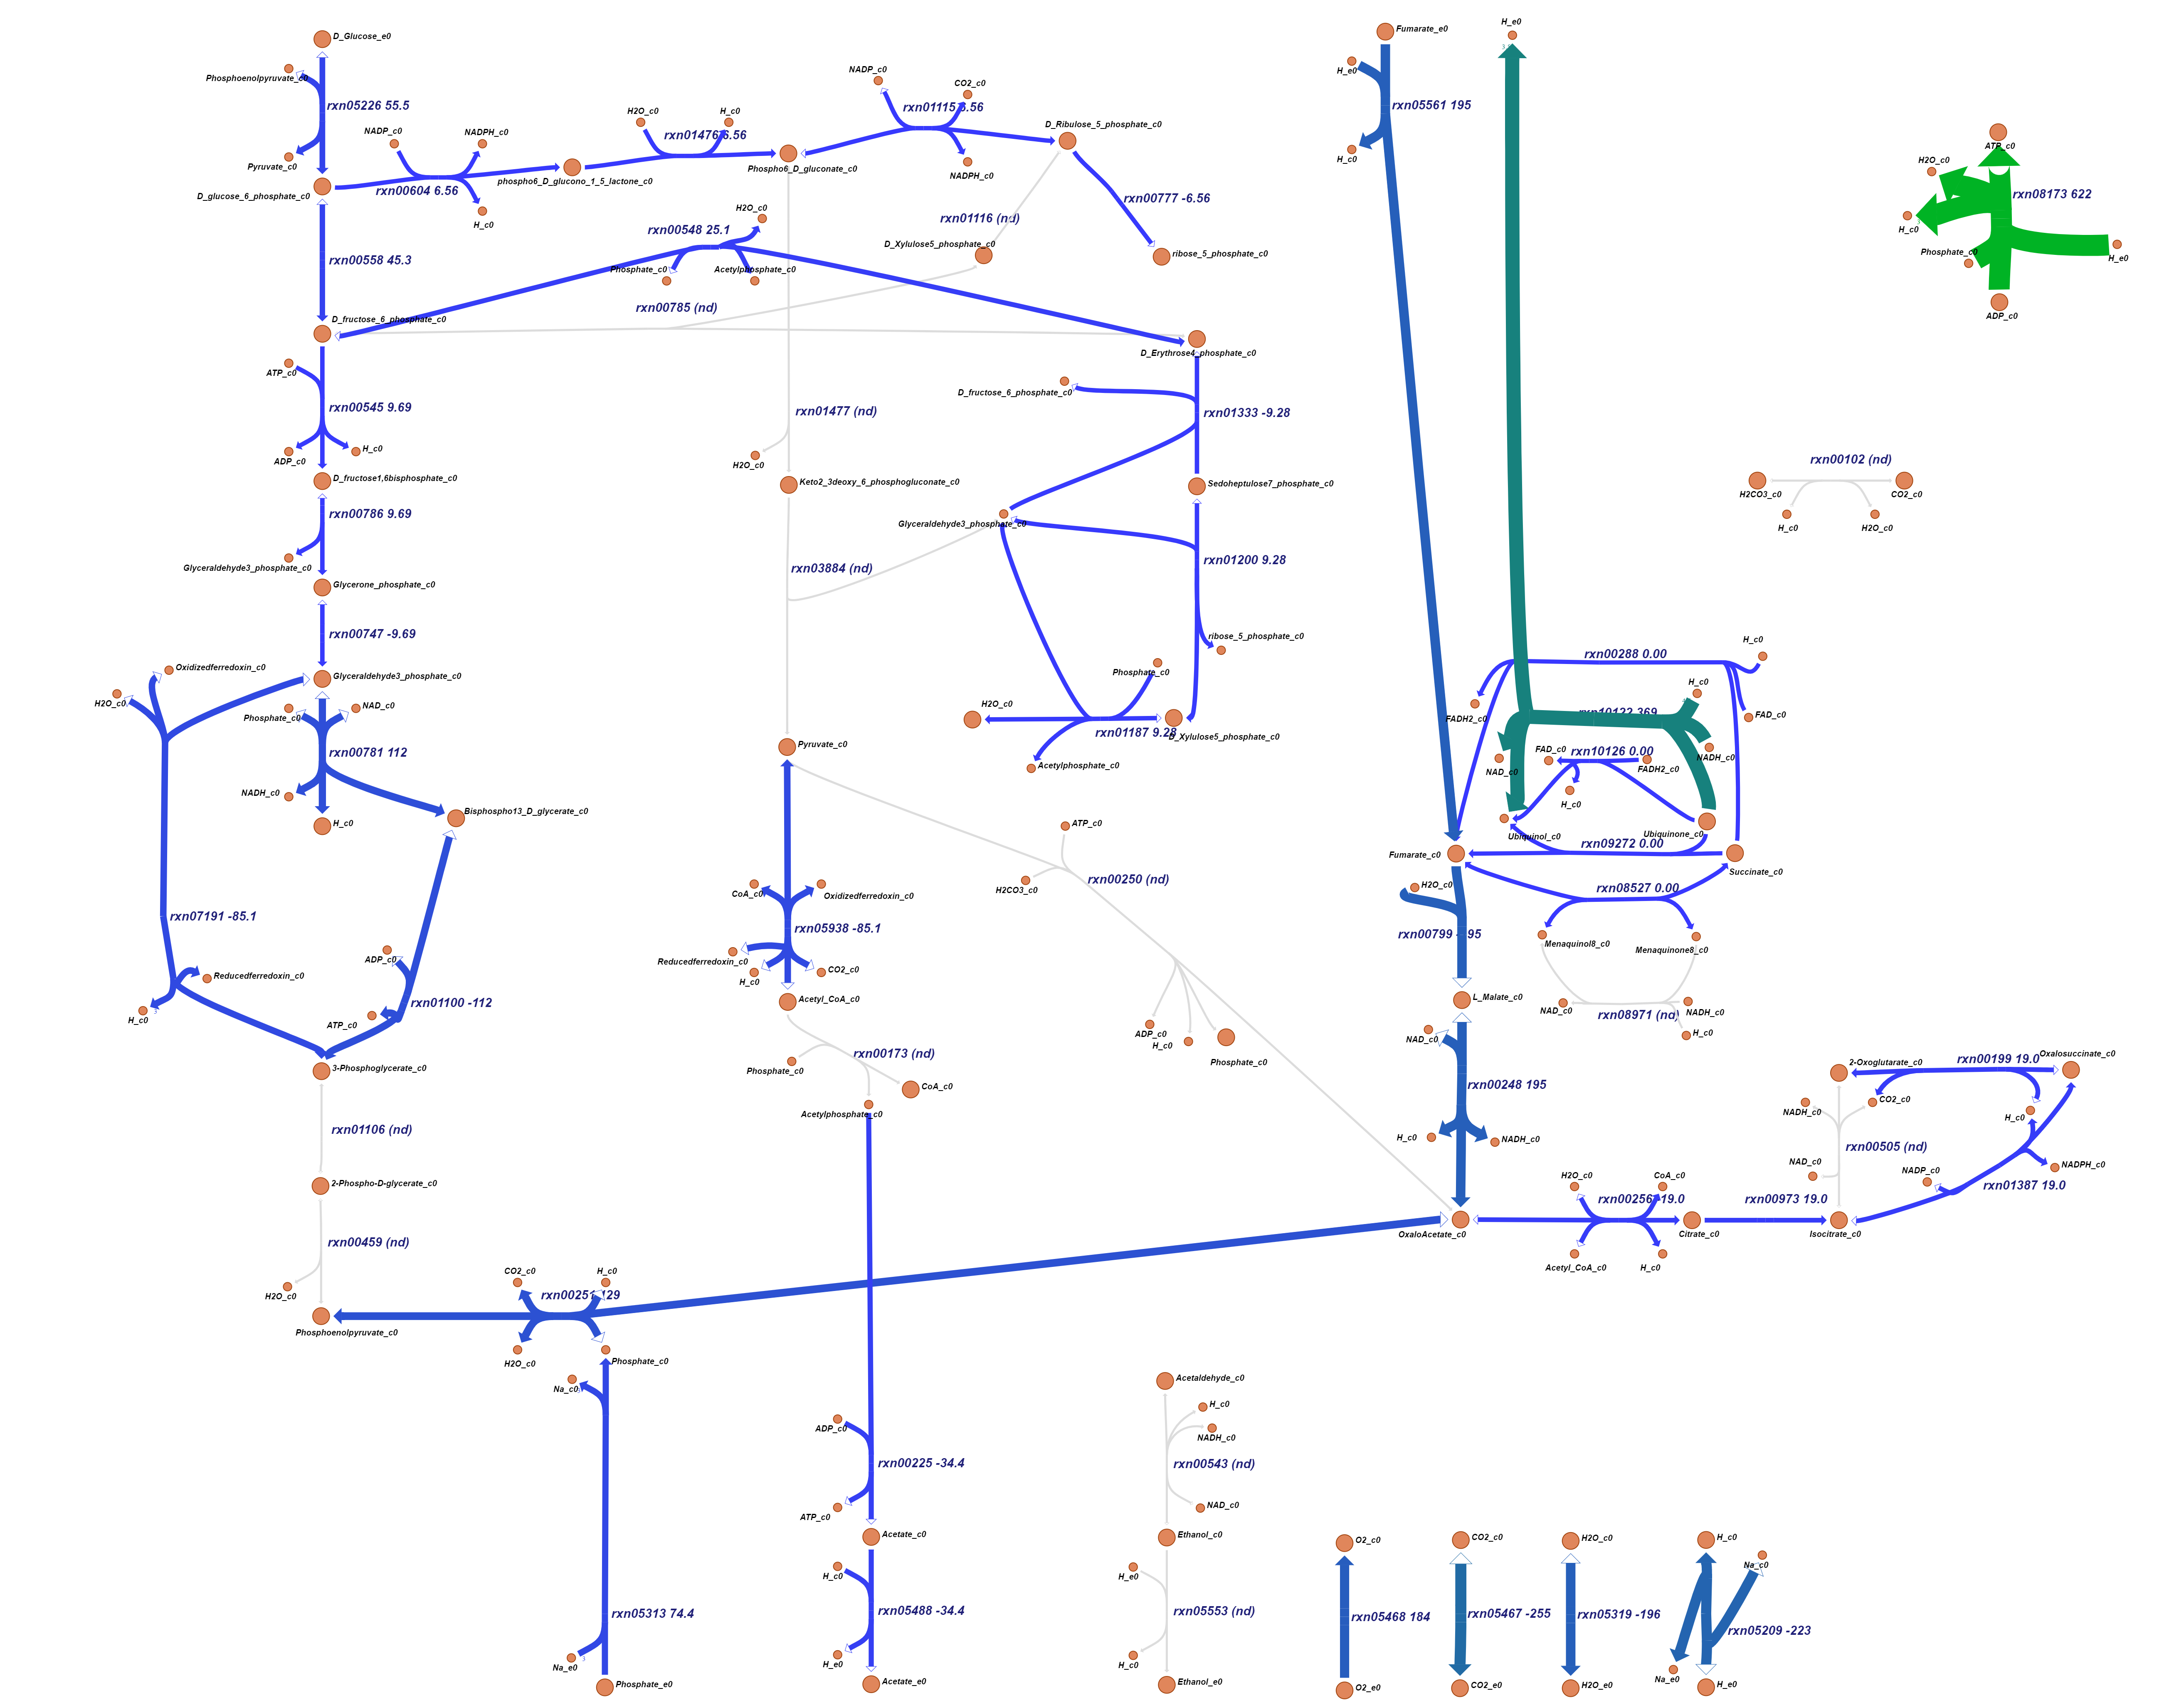 D_Glucose_e0
Phosphoenolpyruvate_c0
rxn05226 55.5
Pyruvate_c0
D_glucose_6_phosphate_c0
NADP_c0
NADPH_c0
rxn00604 6.56
H_c0
phospho6_D_glucono_1_5_lactone_c0
H2O_c0
H_c0
rxn01476 6.56
Phospho6_D_gluconate_c0
NADP_c0
CO2_c0
rxn01115 6.56
NADPH_c0
D_Ribulose_5_phosphate_c0
rxn00777 -6.56
ribose_5_phosphate_c0
rxn01116 (nd)
D_Xylulose5_phosphate_c0
rxn00558 45.3
rxn00548 25.1
H2O_c0
Phosphate_c0
Acetylphosphate_c0
rxn00785 (nd)
D_fructose_6_phosphate_c0
D_Erythrose4_phosphate_c0
ATP_c0
rxn00545 9.69
ADP_c0
H_c0
D_fructose1,6bisphosphate_c0
rxn00786 9.69
Glyceraldehyde3_phosphate_c0
Glycerone_phosphate_c0
rxn00747 -9.69
Glyceraldehyde3_phosphate_c0
Oxidizedferredoxin_c0
H2O_c0
Phosphate_c0
NAD_c0
rxn00781 112
NADH_c0
H_c0
Bisphospho13_D_glycerate_c0
rxn07191 -85.1
Reducedferredoxin_c0
H_c0
ADP_c0
rxn01100 -112
ATP_c0
3-Phosphoglycerate_c0
rxn01106 (nd)
2-Phospho-D-glycerate_c0
rxn00459 (nd)
H2O_c0
Phosphoenolpyruvate_c0
CO2_c0
H_c0
H2O_c0
Phosphate_c0
Na_c0
rxn05313 74.4
Na_e0
Phosphate_e0
rxn01477 (nd)
H2O_c0
Keto2_3deoxy_6_phosphogluconate_c0
rxn03884 (nd)
D_fructose_6_phosphate_c0
rxn01333 -9.28
Sedoheptulose7_phosphate_c0
Glyceraldehyde3_phosphate_c0
rxn01200 9.28
ribose_5_phosphate_c0
Phosphate_c0
H2O_c0
rxn01187 9.28
D_Xylulose5_phosphate_c0
Acetylphosphate_c0
Pyruvate_c0
CoA_c0
Oxidizedferredoxin_c0
rxn05938 -85.1
Reducedferredoxin_c0
H_c0
CO2_c0
Acetyl_CoA_c0
ATP_c0
H2CO3_c0
rxn00250 (nd)
ADP_c0
H_c0
Phosphate_c0
rxn00173 (nd)
Phosphate_c0
CoA_c0
Acetylphosphate_c0
ADP_c0
rxn00225 -34.4
ATP_c0
Acetate_c0
H_c0
rxn05488 -34.4
H_e0
Acetate_e0
Acetaldehyde_c0
H_c0
NADH_c0
rxn00543 (nd)
NAD_c0
Ethanol_c0
H_e0
rxn05553 (nd)
H_c0
Ethanol_e0
Fumarate_e0
H_e0
rxn05561 195
H_c0
H_e0
rxn00288 0.00
H_c0
FADH2_c0
FAD_c0
H_c0
rxn10122 369
NAD_c0
NADH_c0
FAD_c0
rxn10126 0.00
FADH2_c0
H_c0
Ubiquinol_c0
Ubiquinone_c0
rxn09272 0.00
Fumarate_c0
Succinate_c0
rxn08527 0.00
Menaquinol8_c0
Menaquinone8_c0
NAD_c0
NADH_c0
rxn08971 (nd)
H_c0
H2O_c0
L_Malate_c0
NAD_c0
rxn00248 195
H_c0
NADH_c0
OxaloAcetate_c0
H2O_c0
CoA_c0
Acetyl_CoA_c0
H_c0
Citrate_c0
rxn00973 19.0
Isocitrate_c0
2-Oxoglutarate_c0
rxn00199 19.0
Oxalosuccinate_c0
NADH_c0
CO2_c0
H_c0
rxn00505 (nd)
NAD_c0
NADP_c0
NADPH_c0
rxn01387 19.0
ATP_c0
H2O_c0
rxn08173 622
H_c0
Phosphate_c0
H_e0
ADP_c0
rxn00102 (nd)
H2CO3_c0
CO2_c0
H_c0
H2O_c0
O2_c0
rxn05468 184
O2_e0
CO2_c0
rxn05467 -255
CO2_e0
H2O_c0
rxn05319 -196
H2O_e0
H_c0
Na_c0
rxn05209 -223
Na_e0
H_e0